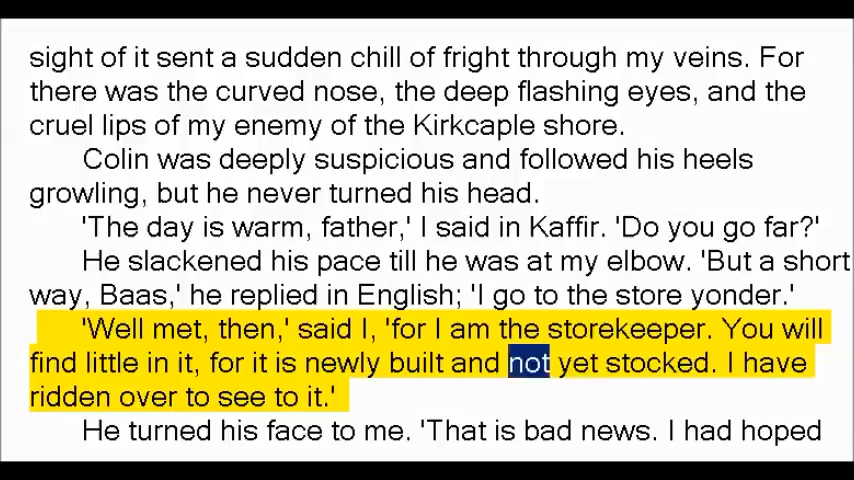 sight of it sent a sudden chill of fright through my veins. For
there was the curved nose, the deep flashing eyes, and the
cruel lips of my enemy of the Kirkcaple shore.
Colin was deeply suspicious and followed his heels
growling, but he never turned his head.
'The day is warm, father,' I said in Kaffir. 'Do you go far?'
He slackened his pace till he was at my elbow. 'But a short
way, Baas,' he replied in English; 'I go to the store yonder.'
'Well met, then,' said I, 'for I am the storekeeper. You will
find little in it, for it is newly built and not yet stocked. I have
ridden over to see to it.'
He turned his face to me. 'That is bad news. I had hoped